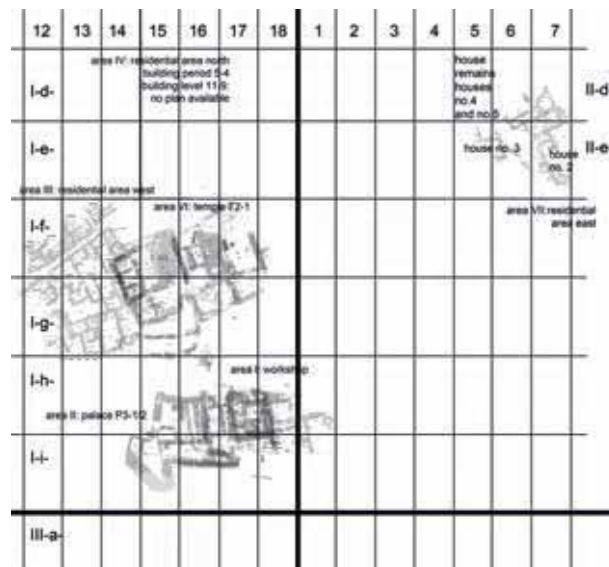 12 13 14 15 16 17 18 1 2 3 4 5 6 7
area IV: residential area north
building period 5-4
building level 11-9:
no plan available
house
remains
houses
no.4
and no.5
I-d-
II-d
I-e-
house no. 3
house
no. 2
II-e
area III: residential area west
area VI: temple F2-1
area VII:residential
area east
I-f-
I-g-
I-h-
area I: workshop
area II: palace P3-1/2
I-i-
III-a-